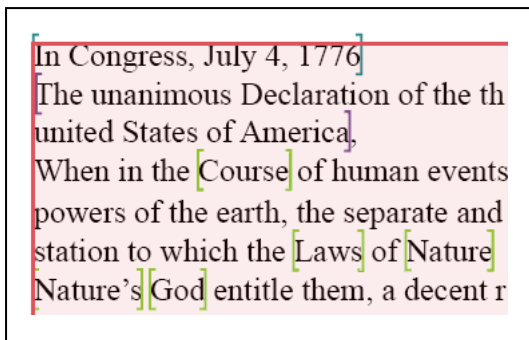 In Congress, July 4, 1776
The unanimous Declaration of the th
united States of America,
When in the Course of human events
powers of the earth, the separate and
station to which the Laws of Nature
Nature's God entitle them, a decent r